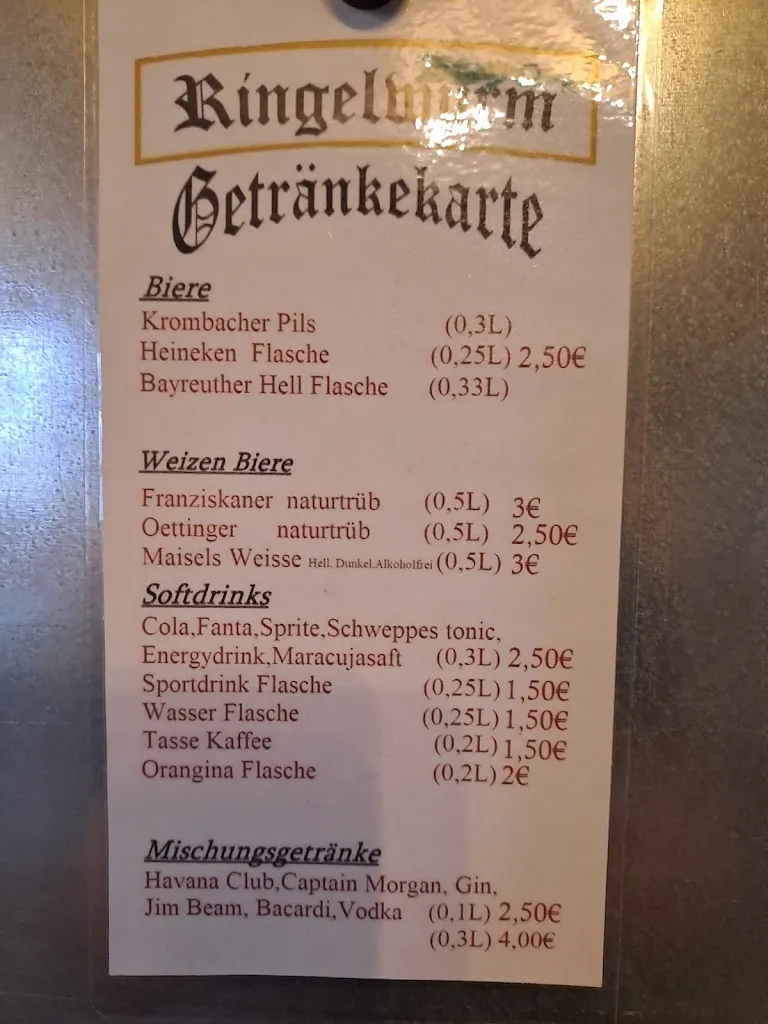 Ringelwurm
Getränkekarte
Biere
Krombacher Pils (0,3L)
Heineken Flasche (0,25L) 2,50€
Bayreuther Hell Flasche (0,33L)
Weizen Biere
Franziskaner naturtrüb (0,5L) 3€
Oettinger naturtrüb (0,5L) 2,50€
Maisels Weisse Hell. Dunkel.Alkoholfrei (0,5L) 3€
Softdrinks
Cola,Fanta,Sprite,Schweppes tonic,
Energydrink,Maracujasaft (0,3L) 2,50€
Sportdrink Flasche (0,25L) 1,50€
Wasser Flasche (0,25L) 1,50€
Tasse Kaffee (0,2L) 1,50€
Orangina Flasche (0,2L) 2€
Mischungsgetränke
Havana Club,Captain Morgan, Gin,
Jim Beam, Bacardi,Vodka (0,1L) 2,50€
(0,3L) 4,00€